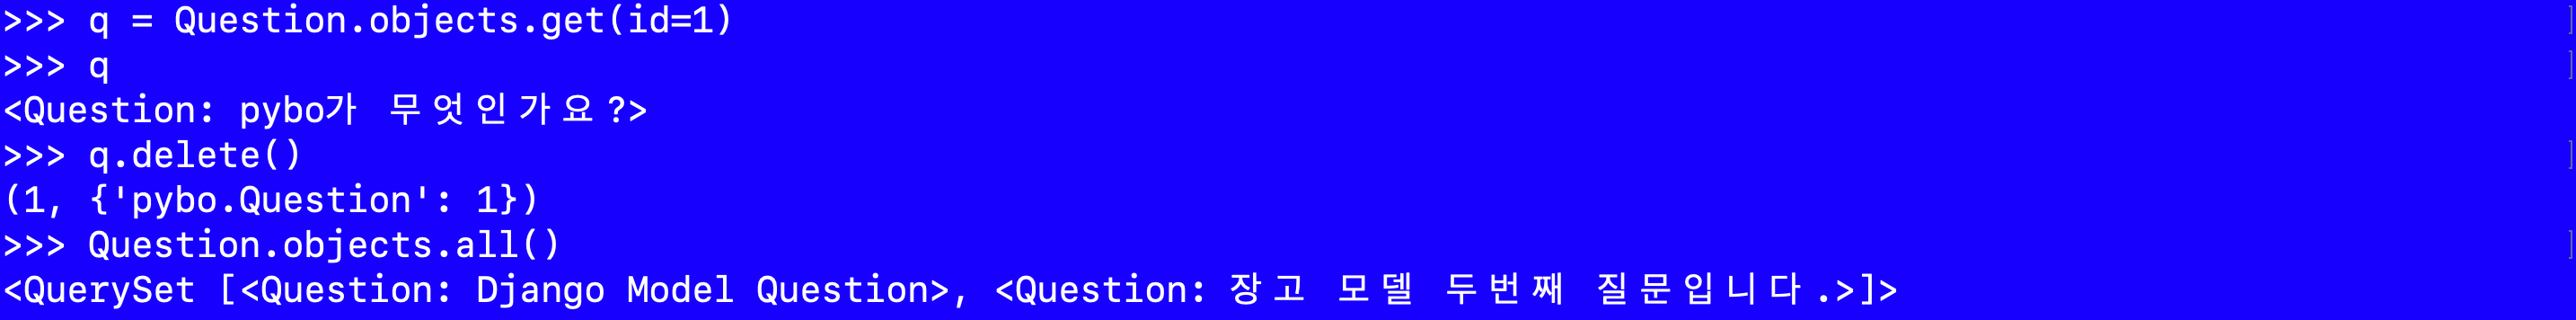 >>> q = Question.objects.get(id=1)
>>> q
<Question: pybo가 무엇인가요?>
>>> q.delete()
(1, {'pybo.Question': 1})
>>> Question.objects.all()
<QuerySet [<Question: Django Model Question>, <Question: 장고 모델 두번째 질문입니다.>]>